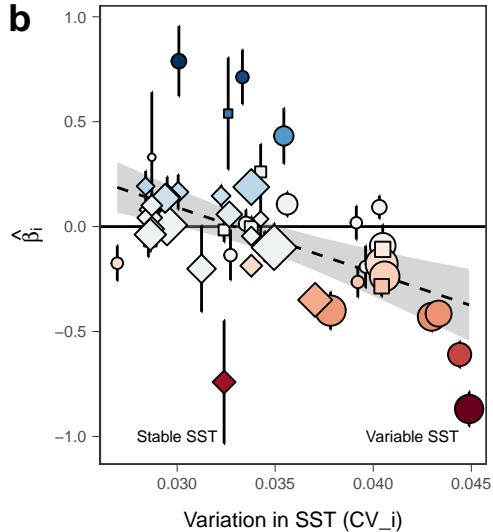 b
1.0
0.5
0.0
−0.5
−1.0
β̂i
Stable SST
Variable SST
0.030
0.035
0.040
0.045
Variation in SST (CV_i)